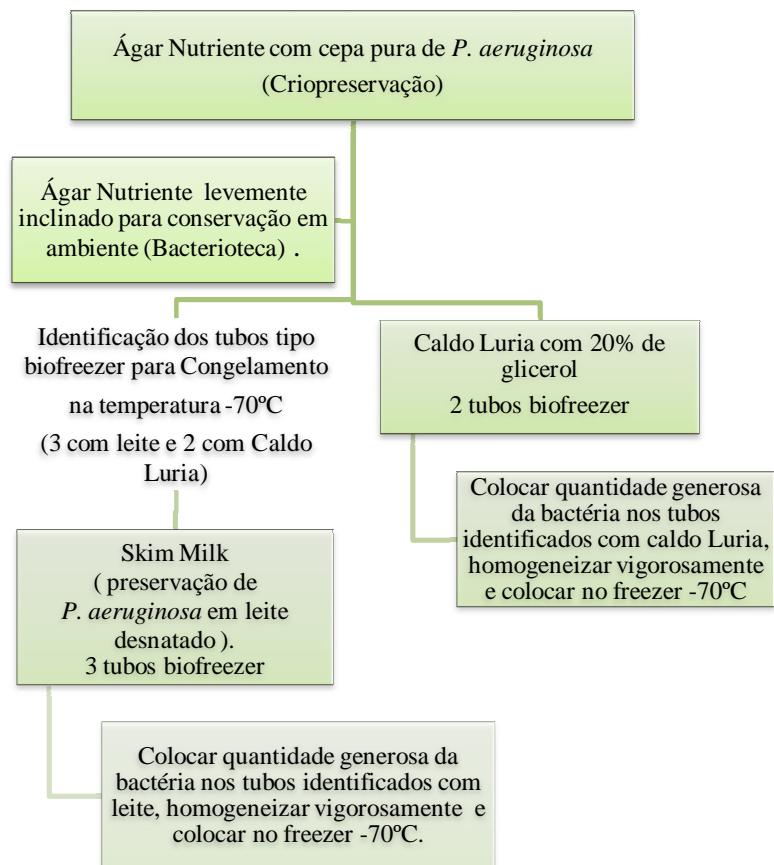 Ágar Nutriente com cepa pura de P. aeruginosa
(Criopreservação)
Ágar Nutriente levemente
inclinado para conservação em
ambiente (Bacterioteca) .
Identificação dos tubos tipo
biofreezer para Congelamento
na temperatura -70ºC
(3 com leite e 2 com Caldo
Luria)
Caldo Luria com 20% de
glicerol
2 tubos biofreezer
Colocar quantidade generosa
da bactéria nos tubos
identificados com caldo Luria,
homogeneizar vigorosamente
e colocar no freezer -70ºC
Skim Milk
( preservação de
P. aeruginosa em leite
desnatado ).
3 tubos biofreezer
Colocar quantidade generosa da
bactéria nos tubos identificados com
leite, homogeneizar vigorosamente e
colocar no freezer -70ºC.